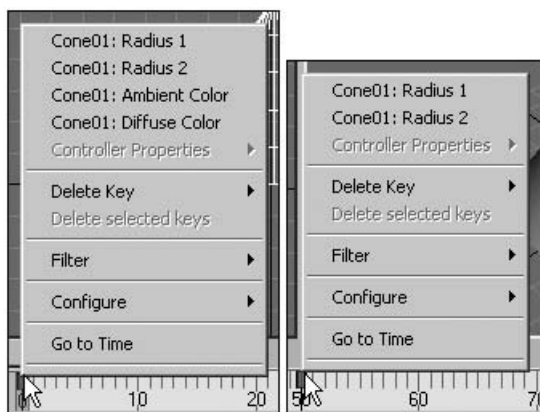 Cone01: Radius 1
Cone01: Radius 2
Cone01: Ambient Color
Cone01: Diffuse Color
Controller Properties
Delete Key
Delete selected keys
Filter
Configure
Go to Time
10
20
Cone01: Radius 1
Cone01: Radius 2
Controller Properties
Delete Key
Delete selected keys
Filter
Configure
Go to Time
50
60